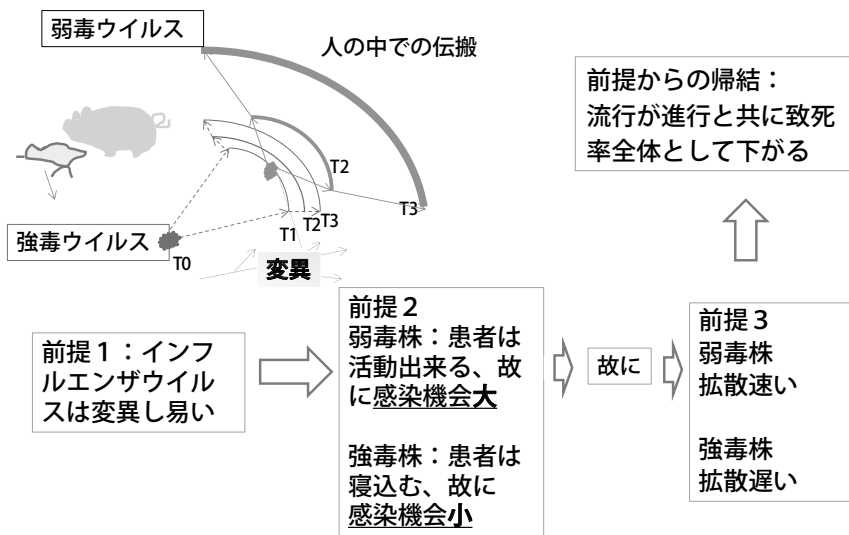 弱毒ウイルス
人の中での伝搬
前提からの帰結：
流行が進行と共に致死
率全体として下がる
T2
T3
T2
T3
T1
強毒ウイルス
T0
変異
前提１：インフ
ルエンザウイル
スは変異し易い
前提２
弱毒株：患者は
活動出来る、故
に感染機会大
強毒株：患者は
寝込む、故に
感染機会小
故に
前提３
弱毒株
拡散速い
強毒株
拡散遅い